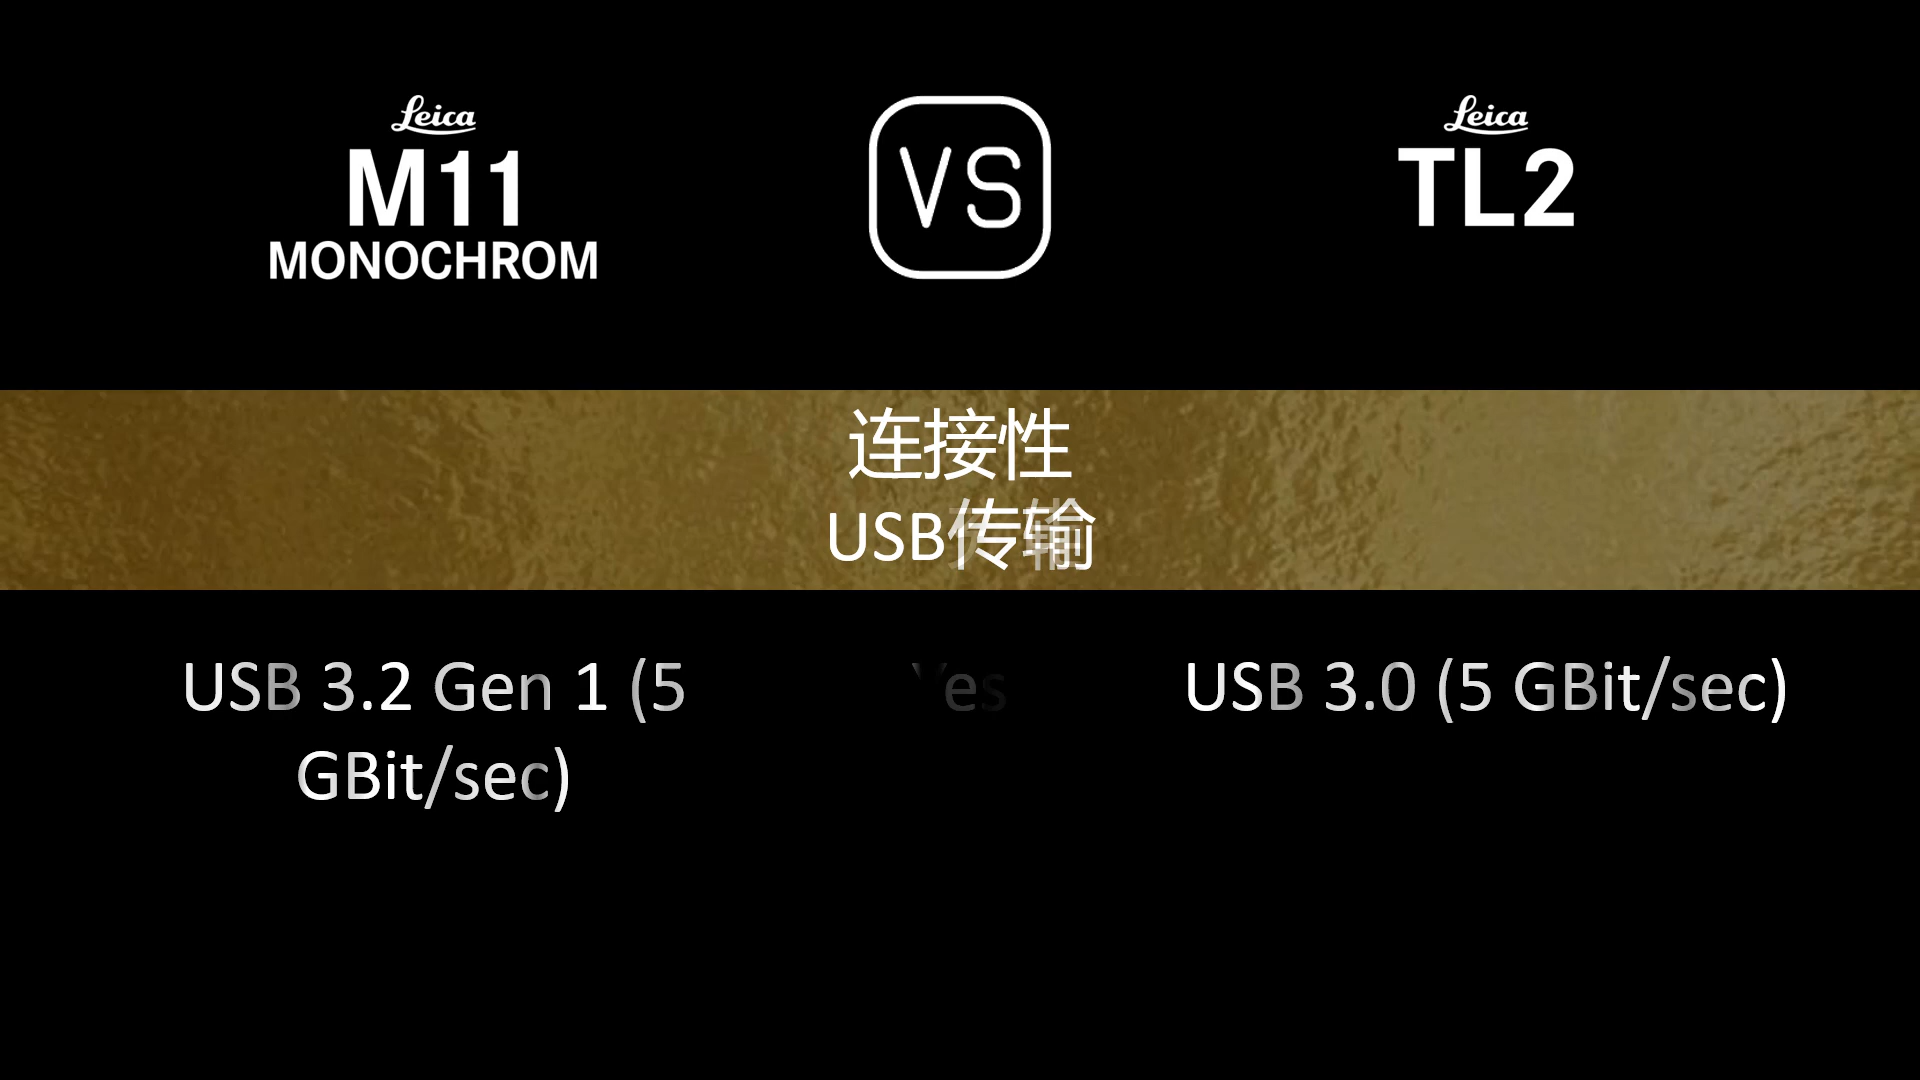 Leica
M11
MONOCHROM
VS
Leica
TL2
连接性
USB传输
USB 3.2 Gen 1 (5
GBit/sec)
Yes
USB 3.0 (5 GBit/sec)